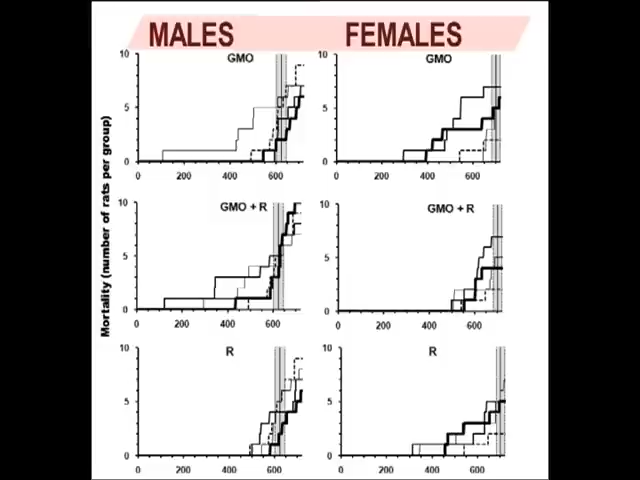 MALES FEMALES
GMO GMO
Mortality (number of rats per group)
10 10
5 5
0 0
0 200 400 600 0 200 400 600
GMO + R GMO + R
10 10
5 5
0 0
0 200 400 600 0 200 400 600
R R
10 10
5 5
0 0
0 200 400 600 0 200 400 600